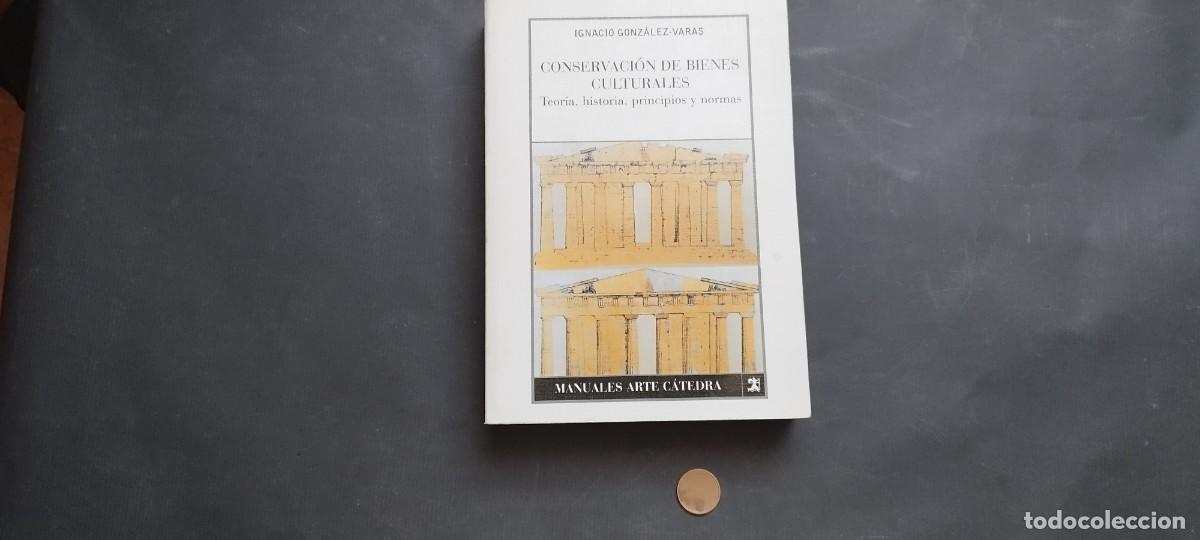 IGNACIO GONZÁLEZ-VARAS
CONSERVACIÓN DE BIENES
CULTURALES
Teoría, historia, principios y normas
MANUALES ARTE CÁTEDRA
todocoleccion